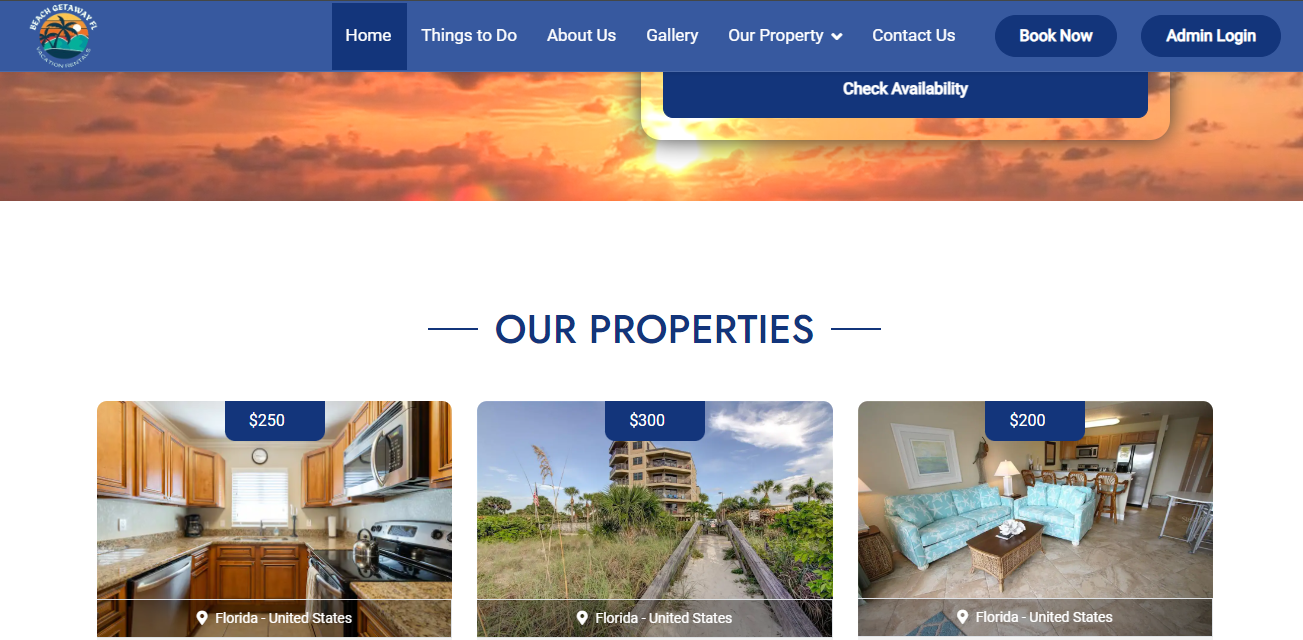 BEACH GETAWAY FL
VACATION RENTALS
Home
Things to Do
About Us
Gallery
Our Property
Contact Us
Book Now
Admin Login
Check Availability
OUR PROPERTIES
$250
$300
$200
Florida - United States
Florida - United States
Florida - United States